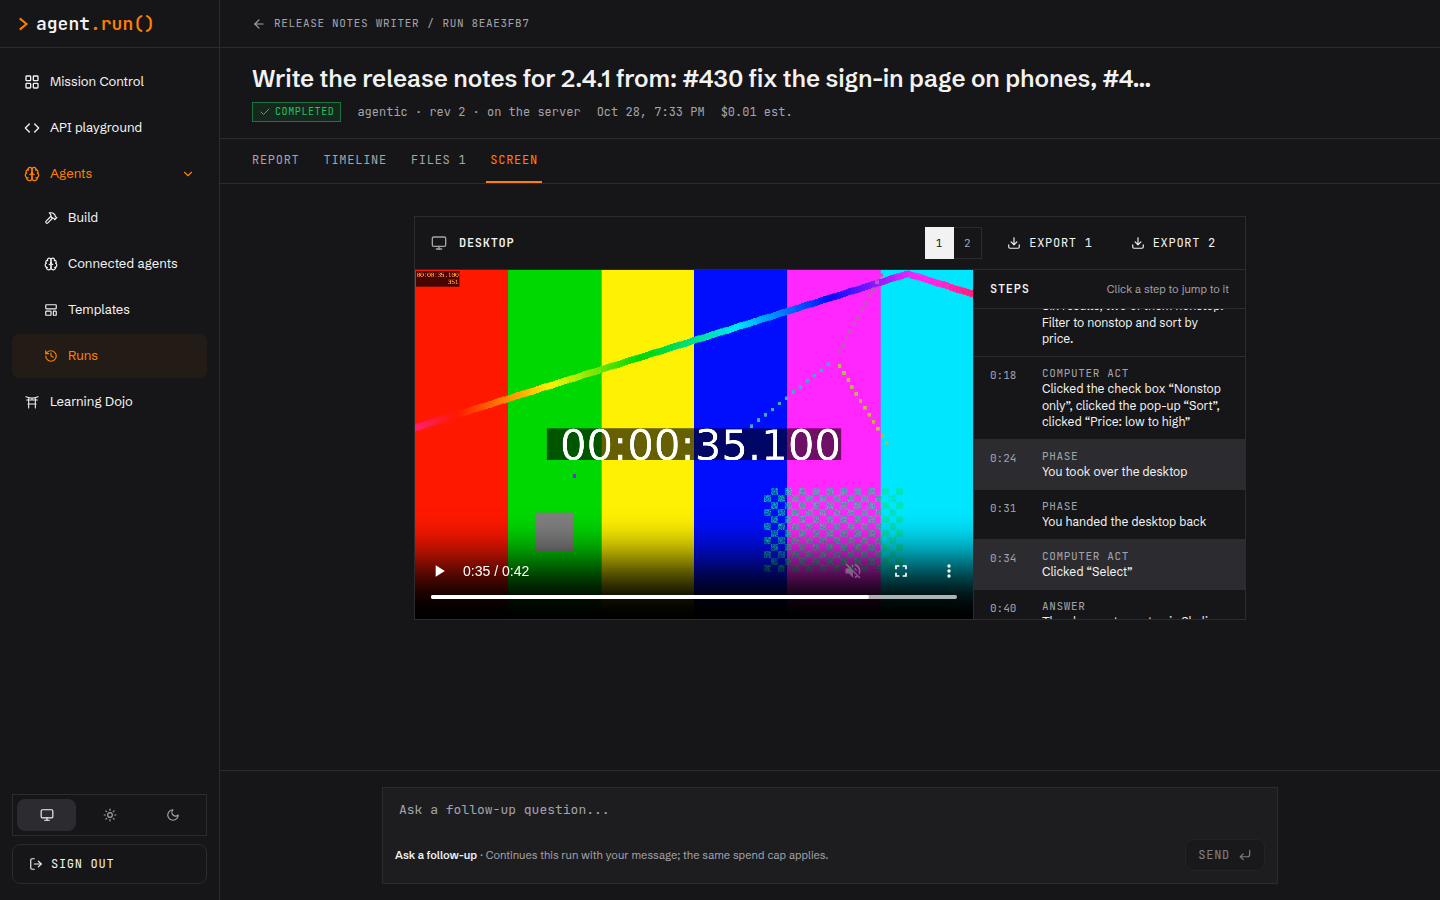 agent.run()
RELEASE NOTES WRITER / RUN 8EAE3FB7
Mission Control
API playground
Agents
Build
Connected agents
Templates
Runs
Learning Dojo
SIGN OUT
Write the release notes for 2.4.1 from: #430 fix the sign-in page on phones, #4…
COMPLETED agentic · rev 2 · on the server Oct 28, 7:33 PM $0.01 est.
REPORT TIMELINE FILES 1 SCREEN
DESKTOP 1 2 EXPORT 1 EXPORT 2
00:00:35.100
351
00:00:35.100
0:35 / 0:42
STEPS Click a step to jump to it
Filter to nonstop and sort by
price.
0:18 COMPUTER ACT
Clicked the check box “Nonstop
only”, clicked the pop-up “Sort”,
clicked “Price: low to high”
0:24 PHASE
You took over the desktop
0:31 PHASE
You handed the desktop back
0:34 COMPUTER ACT
Clicked “Select”
0:40 ANSWER
Ask a follow-up question...
Ask a follow-up · Continues this run with your message; the same spend cap applies.
SEND